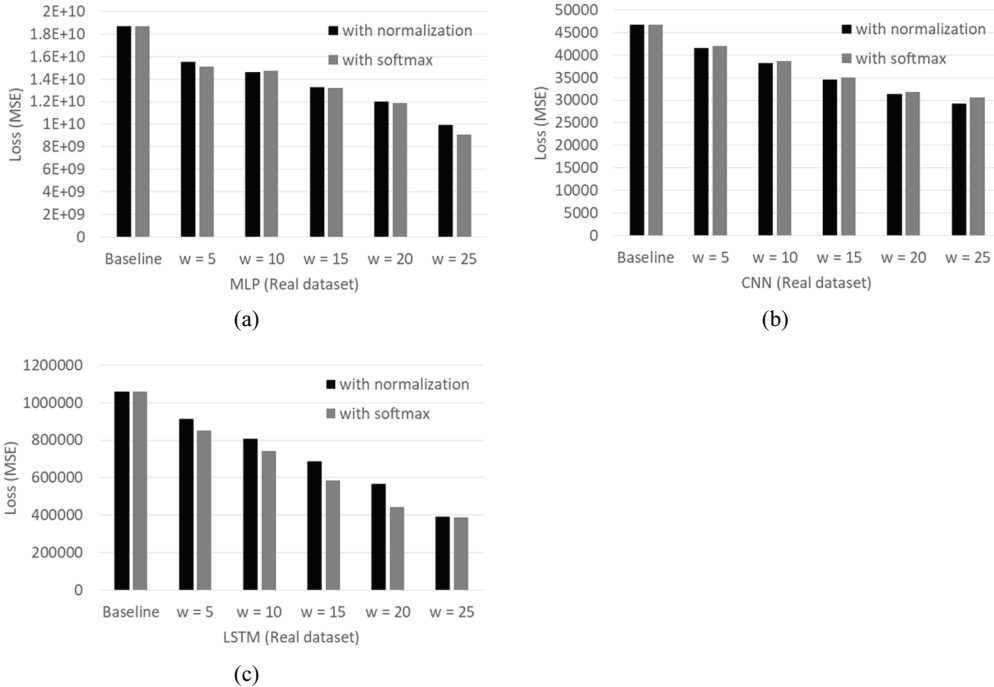 2E+10
1.8E+10
1.6E+10
1.4E+10
1.2E+10
1E+10
8E+09
6E+09
4E+09
2E+09
0
Loss (MSE)
with normalization
with softmax
Baseline w = 5 w = 10 w = 15 w = 20 w = 25
MLP (Real dataset)
(a)
50000
45000
40000
35000
30000
25000
20000
15000
10000
5000
0
Loss (MSE)
with normalization
with softmax
Baseline w = 5 w = 10 w = 15 w = 20 w = 25
CNN (Real dataset)
(b)
1200000
1000000
800000
600000
400000
200000
0
Loss (MSE)
with normalization
with softmax
Baseline w = 5 w = 10 w = 15 w = 20 w = 25
LSTM (Real dataset)
(c)